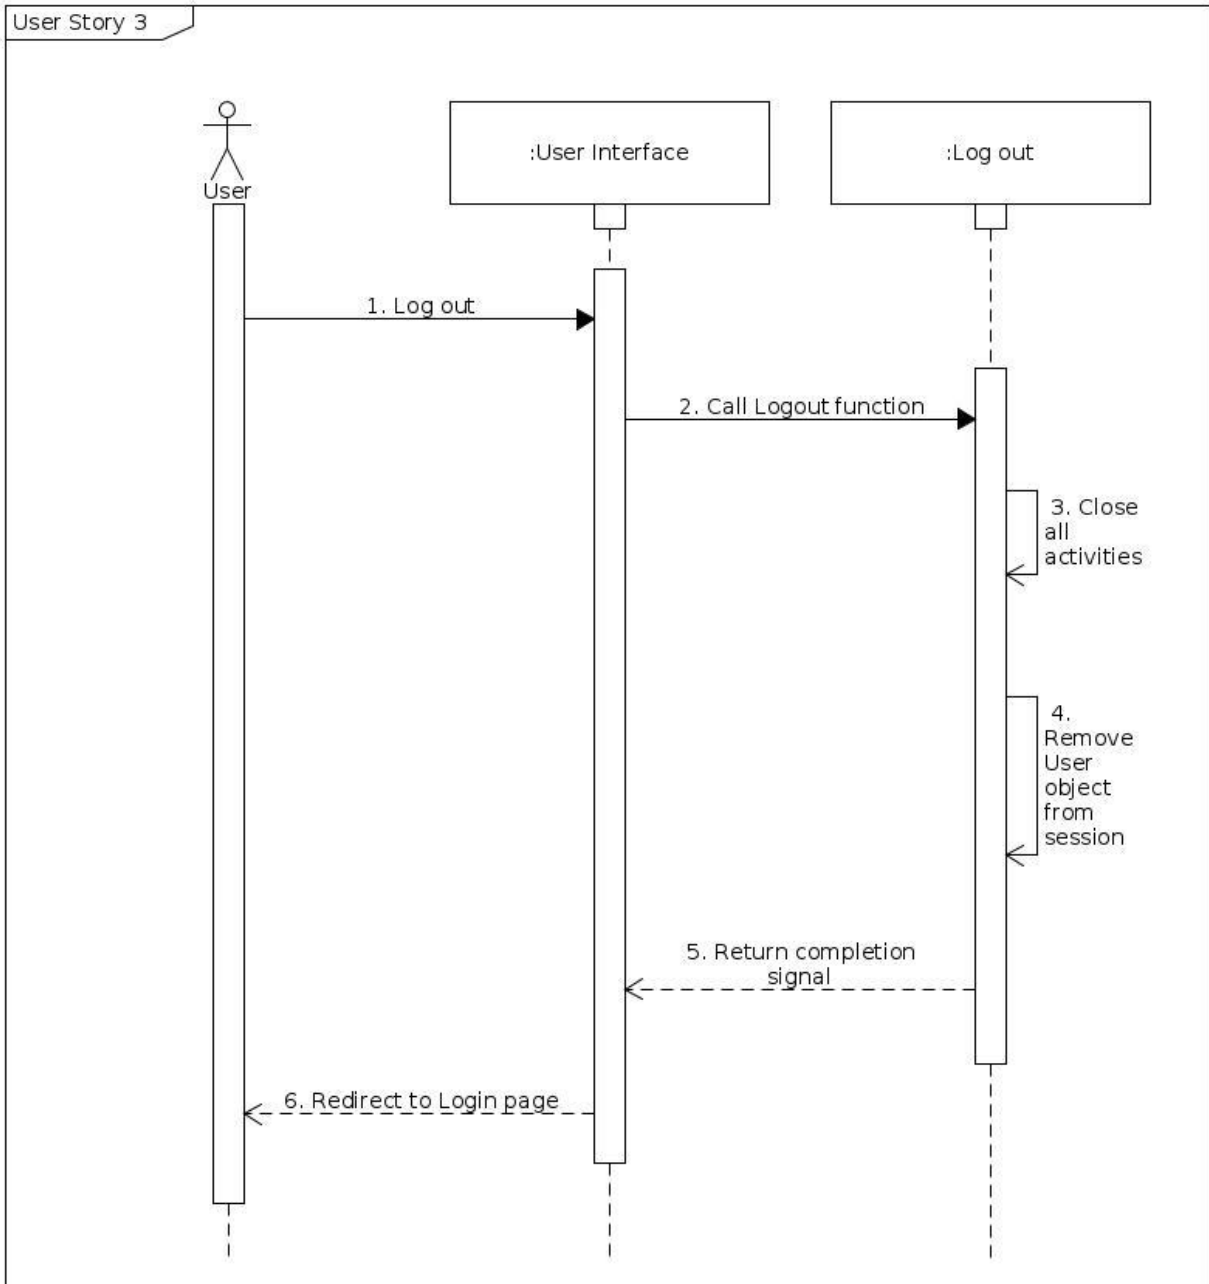 User Story 3
User
:User Interface
:Log out
1. Log out
2. Call Logout function
3. Close
all
activities
4.
Remove
User
object
from
session
5. Return completion
signal
6. Redirect to Login page